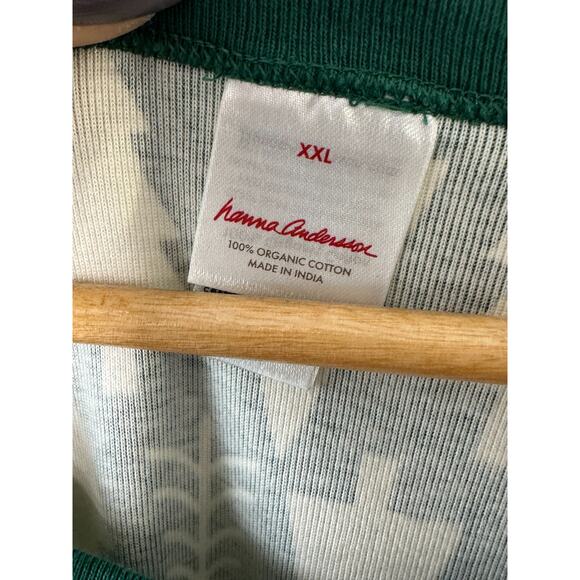 XXL
hanna andersson
100% ORGANIC COTTON
MADE IN INDIA